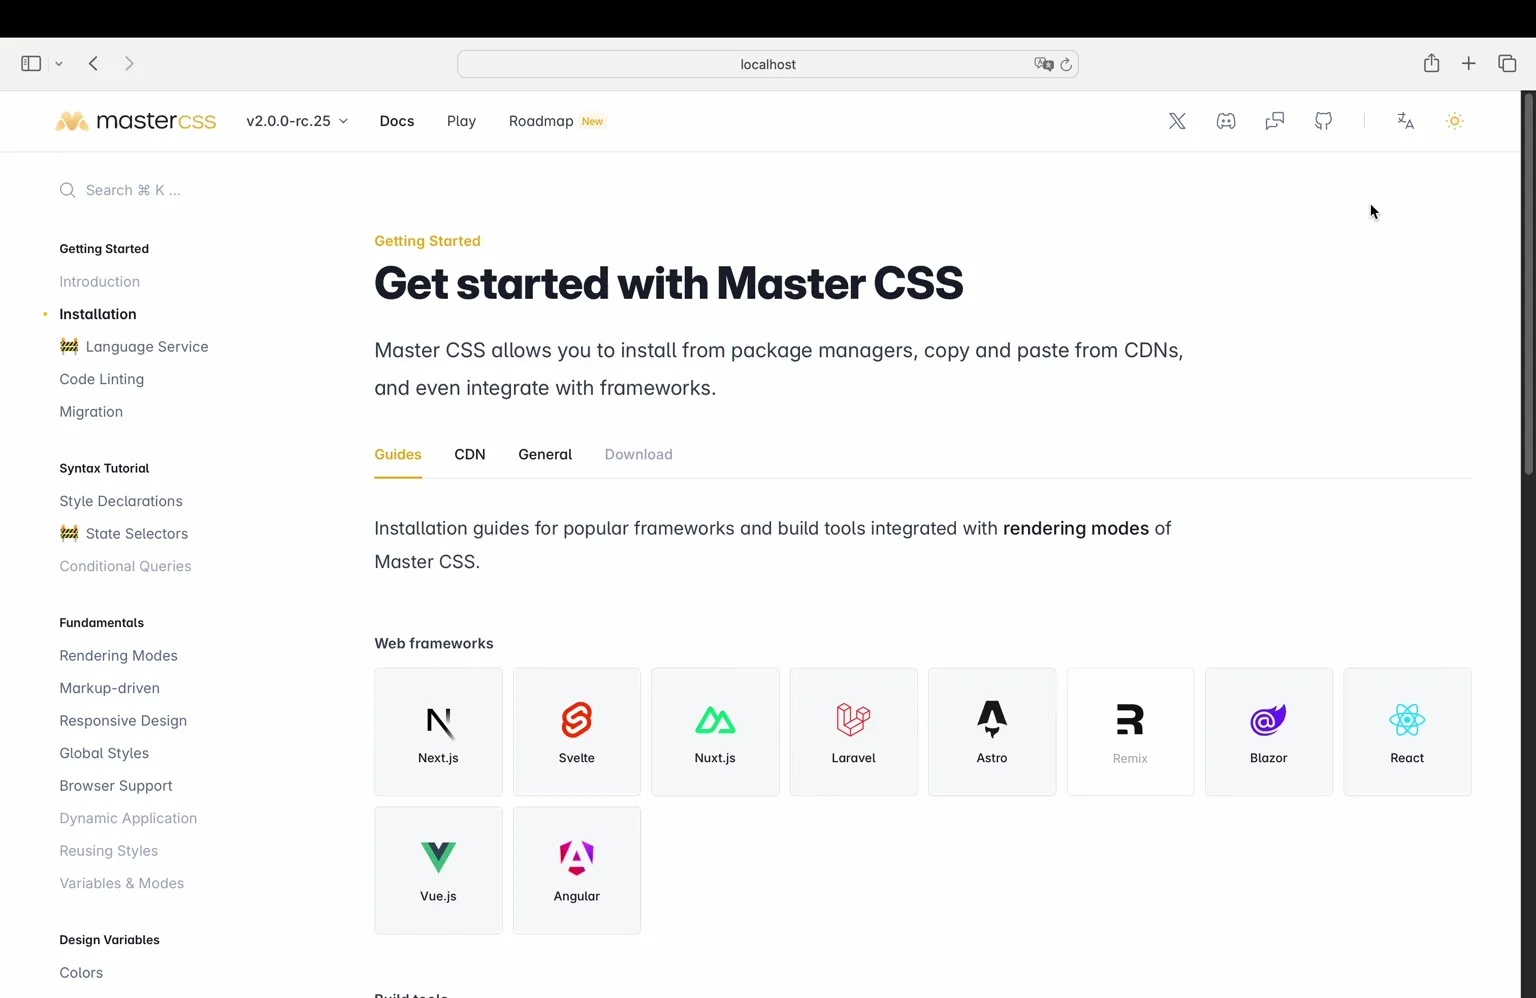 localhost
mastercss
v2.0.0-rc.25
Docs
Play
Roadmap New
Search ⌘ K ...
Getting Started
Introduction
Installation
🚧 Language Service
Code Linting
Migration
Syntax Tutorial
Style Declarations
🚧 State Selectors
Conditional Queries
Fundamentals
Rendering Modes
Markup-driven
Responsive Design
Global Styles
Browser Support
Dynamic Application
Reusing Styles
Variables & Modes
Design Variables
Colors
Getting Started
Get started with Master CSS
Master CSS allows you to install from package managers, copy and paste from CDNs,
and even integrate with frameworks.
Guides
CDN
General
Download
Installation guides for popular frameworks and build tools integrated with rendering modes of
Master CSS.
Web frameworks
Next.js
Svelte
Nuxt.js
Laravel
Astro
Remix
Blazor
React
Vue.js
Angular
Build tools